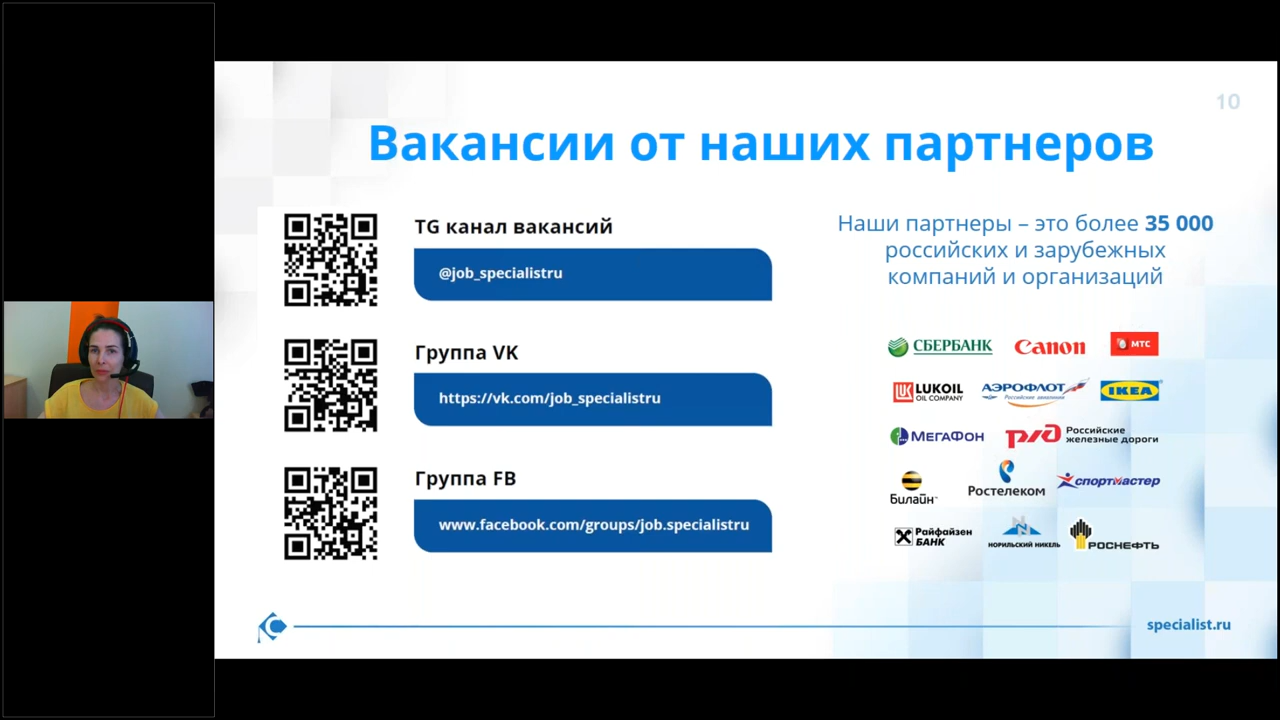 10
Вакансии от наших партнеров
TG канал вакансий
@job_specialistru
Группа VK
https://vk.com/job_specialistru
Группа FB
www.facebook.com/groups/job.specialistru
Наши партнеры – это более 35 000
российских и зарубежных
компаний и организаций
СБЕРБАНК Canon МТС
LUKOIL
OIL COMPANY
АЭРОФЛОТ
Российские авиалинии
IKEA
МЕГАФОН
РЖД
Российские
железные дороги
Билайн
Ростелеком
СПОРТМАСТЕР
Райфайзен
БАНК
НОРИЛЬСКИЙ НИКЕЛЬ
РОСНЕФТЬ
specialist.ru